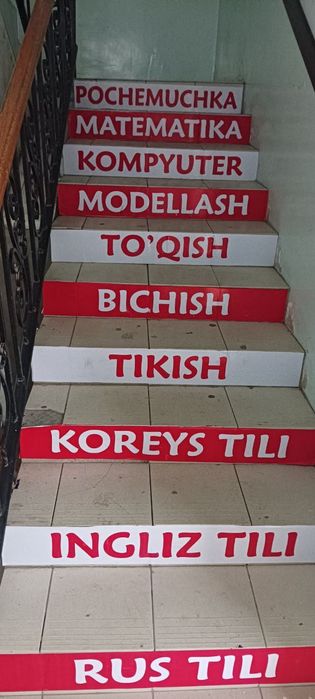 POCHEMUCHKA
MATEMATIKA
KOMPYUTER
MODELLASH
TO'QISH
BICHISH
TIKISH
KOREYS TILI
INGLIZ TILI
RUS TILI